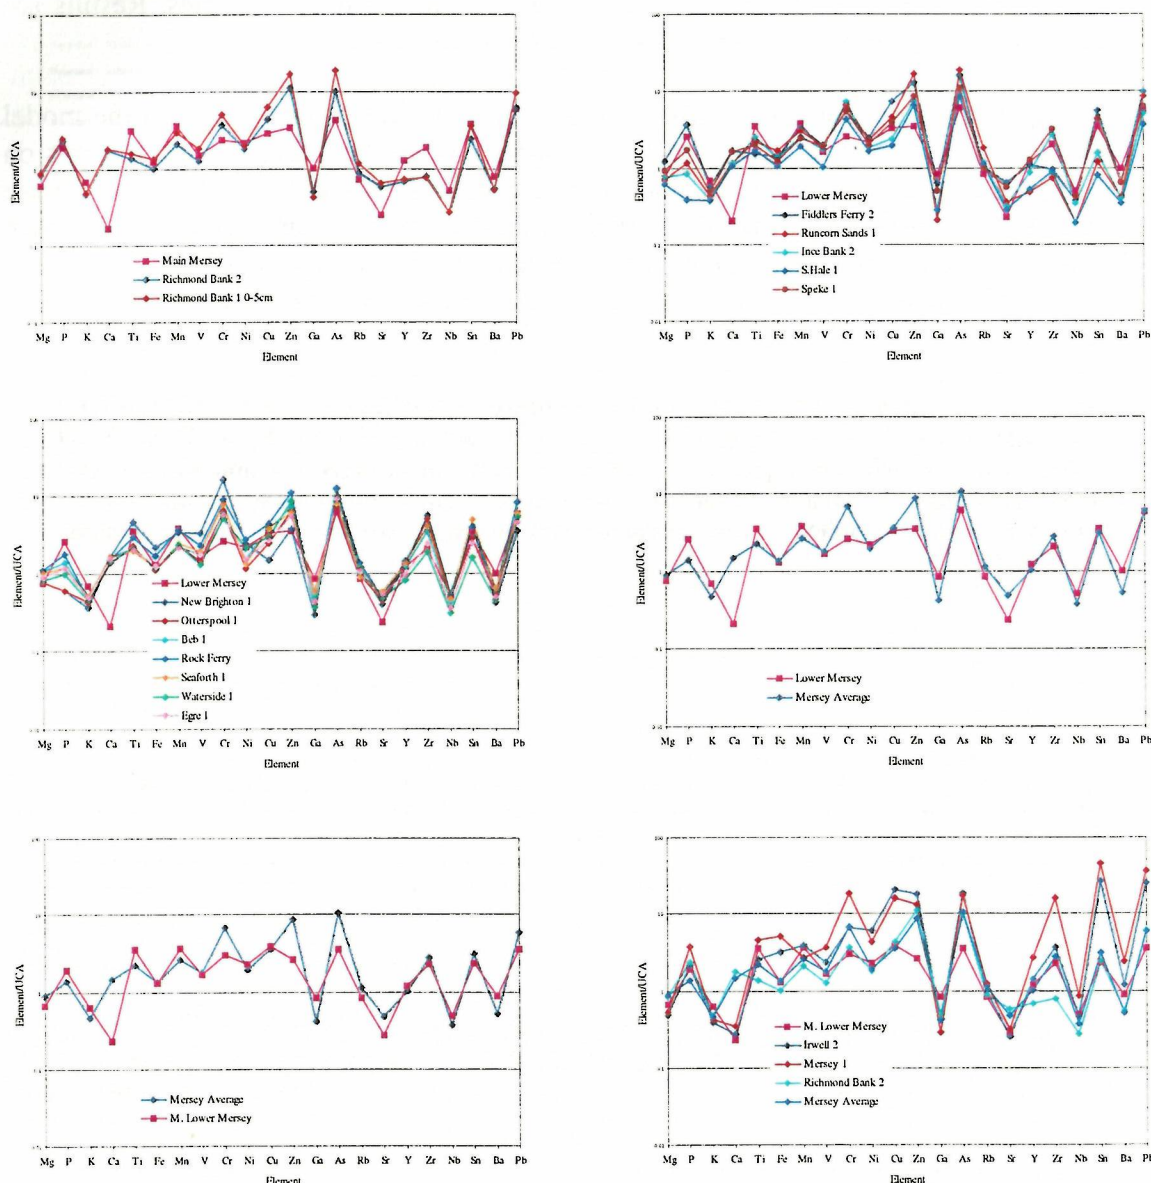 Element/UCA
Main Mersey
Richmond Bank 2
Richmond Bank 1 0-5cm
Mg P K Ca Ti Fe Mn V Cr Ni Cu Zn Ga As Rb Sr Y Zr Nb Sn Ba Pb
Element
Element/UCA
Lower Mersey
Fiddlers Ferry 2
Runcorn Sands 1
Ince Bank 2
S.Hale 1
Speke 1
Mg P K Ca Ti Fe Mn V Cr Ni Cu Zn Ga As Rb Sr Y Zr Nb Sn Ba Pb
Element
Element/UCA
Lower Mersey
New Brighton 1
Otterspool 1
Beb 1
Rock Ferry
Seaforth 1
Waterside 1
Egre 1
Mg P K Ca Ti Fe Mn V Cr Ni Cu Zn Ga As Rb Sr Y Zr Nb Sn Ba Pb
Element
Element/UCA
Lower Mersey
Mersey Average
Mg P K Ca Ti Fe Mn V Cr Ni Cu Zn Ga As Rb Sr Y Zr Nb Sn Ba Pb
Element
Element/UCA
Mersey Average
M. Lower Mersey
Mg P K Ca Ti Fe Mn V Cr Ni Cu Zn Ga As Rb Sr Y Zr Nb Sn Ba Pb
Element
Element/UCA
100
10
1
M. Lower Mersey
Irwell 2
Mersey 1
Richmond Bank 2
Mersey Average
Mg P K Ca Ti Fe Mn V Cr Ni Cu Zn Ga As Rb Sr Y Zr Nb Sn Ba Pb
Element